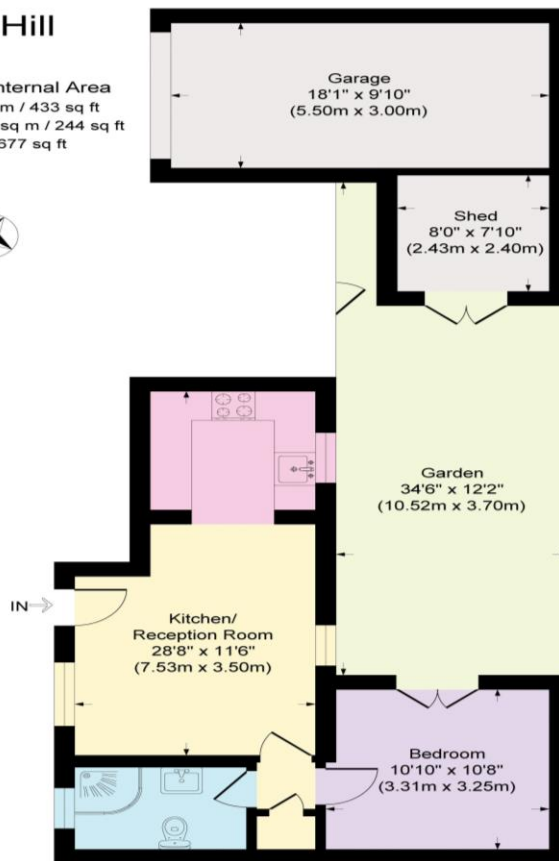 Hill
nternal Area
m / 433 sq ft
sq m / 244 sq ft
677 sq ft
Garage
18'1" x 9'10"
(5.50m x 3.00m)
Shed
8'0" x 7'10"
(2.43m x 2.40m)
Garden
34'6" x 12'2"
(10.52m x 3.70m)
IN
Kitchen/
Reception Room
28'8" x 11'6"
(7.53m x 3.50m)
Bedroom
10'10" x 10'8"
(3.31m x 3.25m)